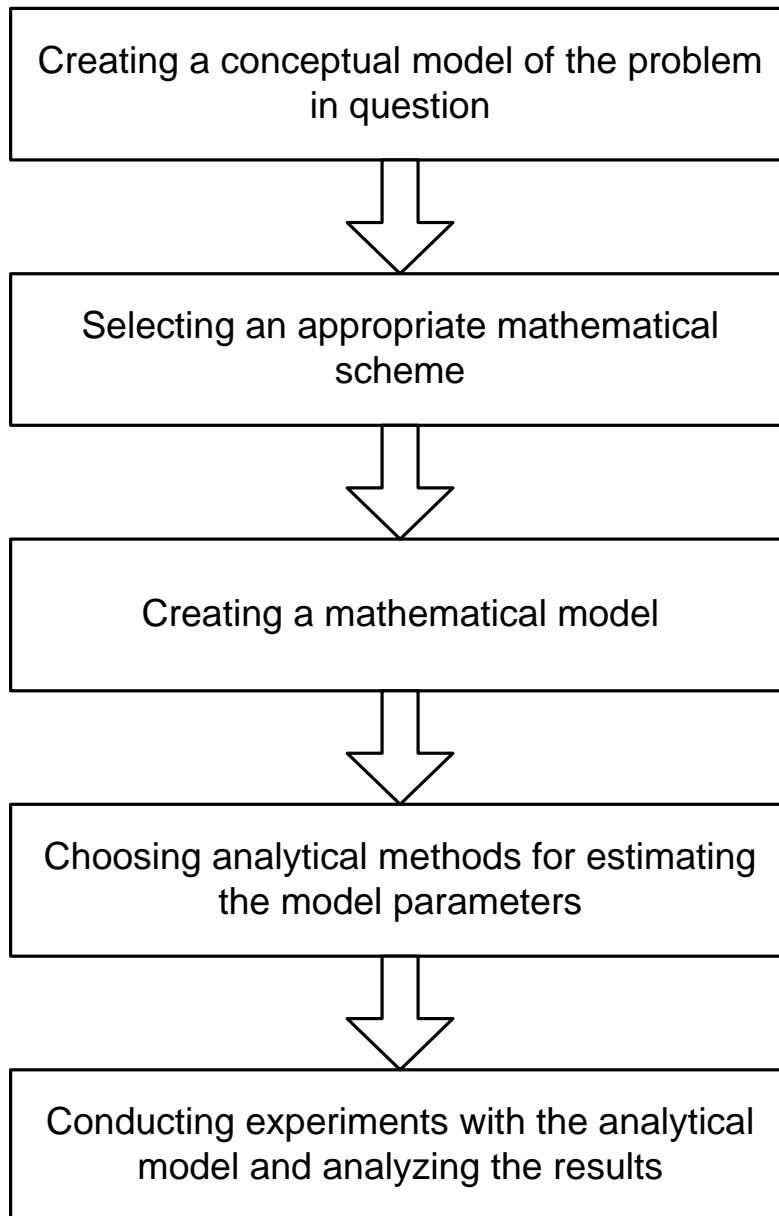 Creating a conceptual model of the problem
in question
Selecting an appropriate mathematical
scheme
Creating a mathematical model
Choosing analytical methods for estimating
the model parameters
Conducting experiments with the analytical
model and analyzing the results